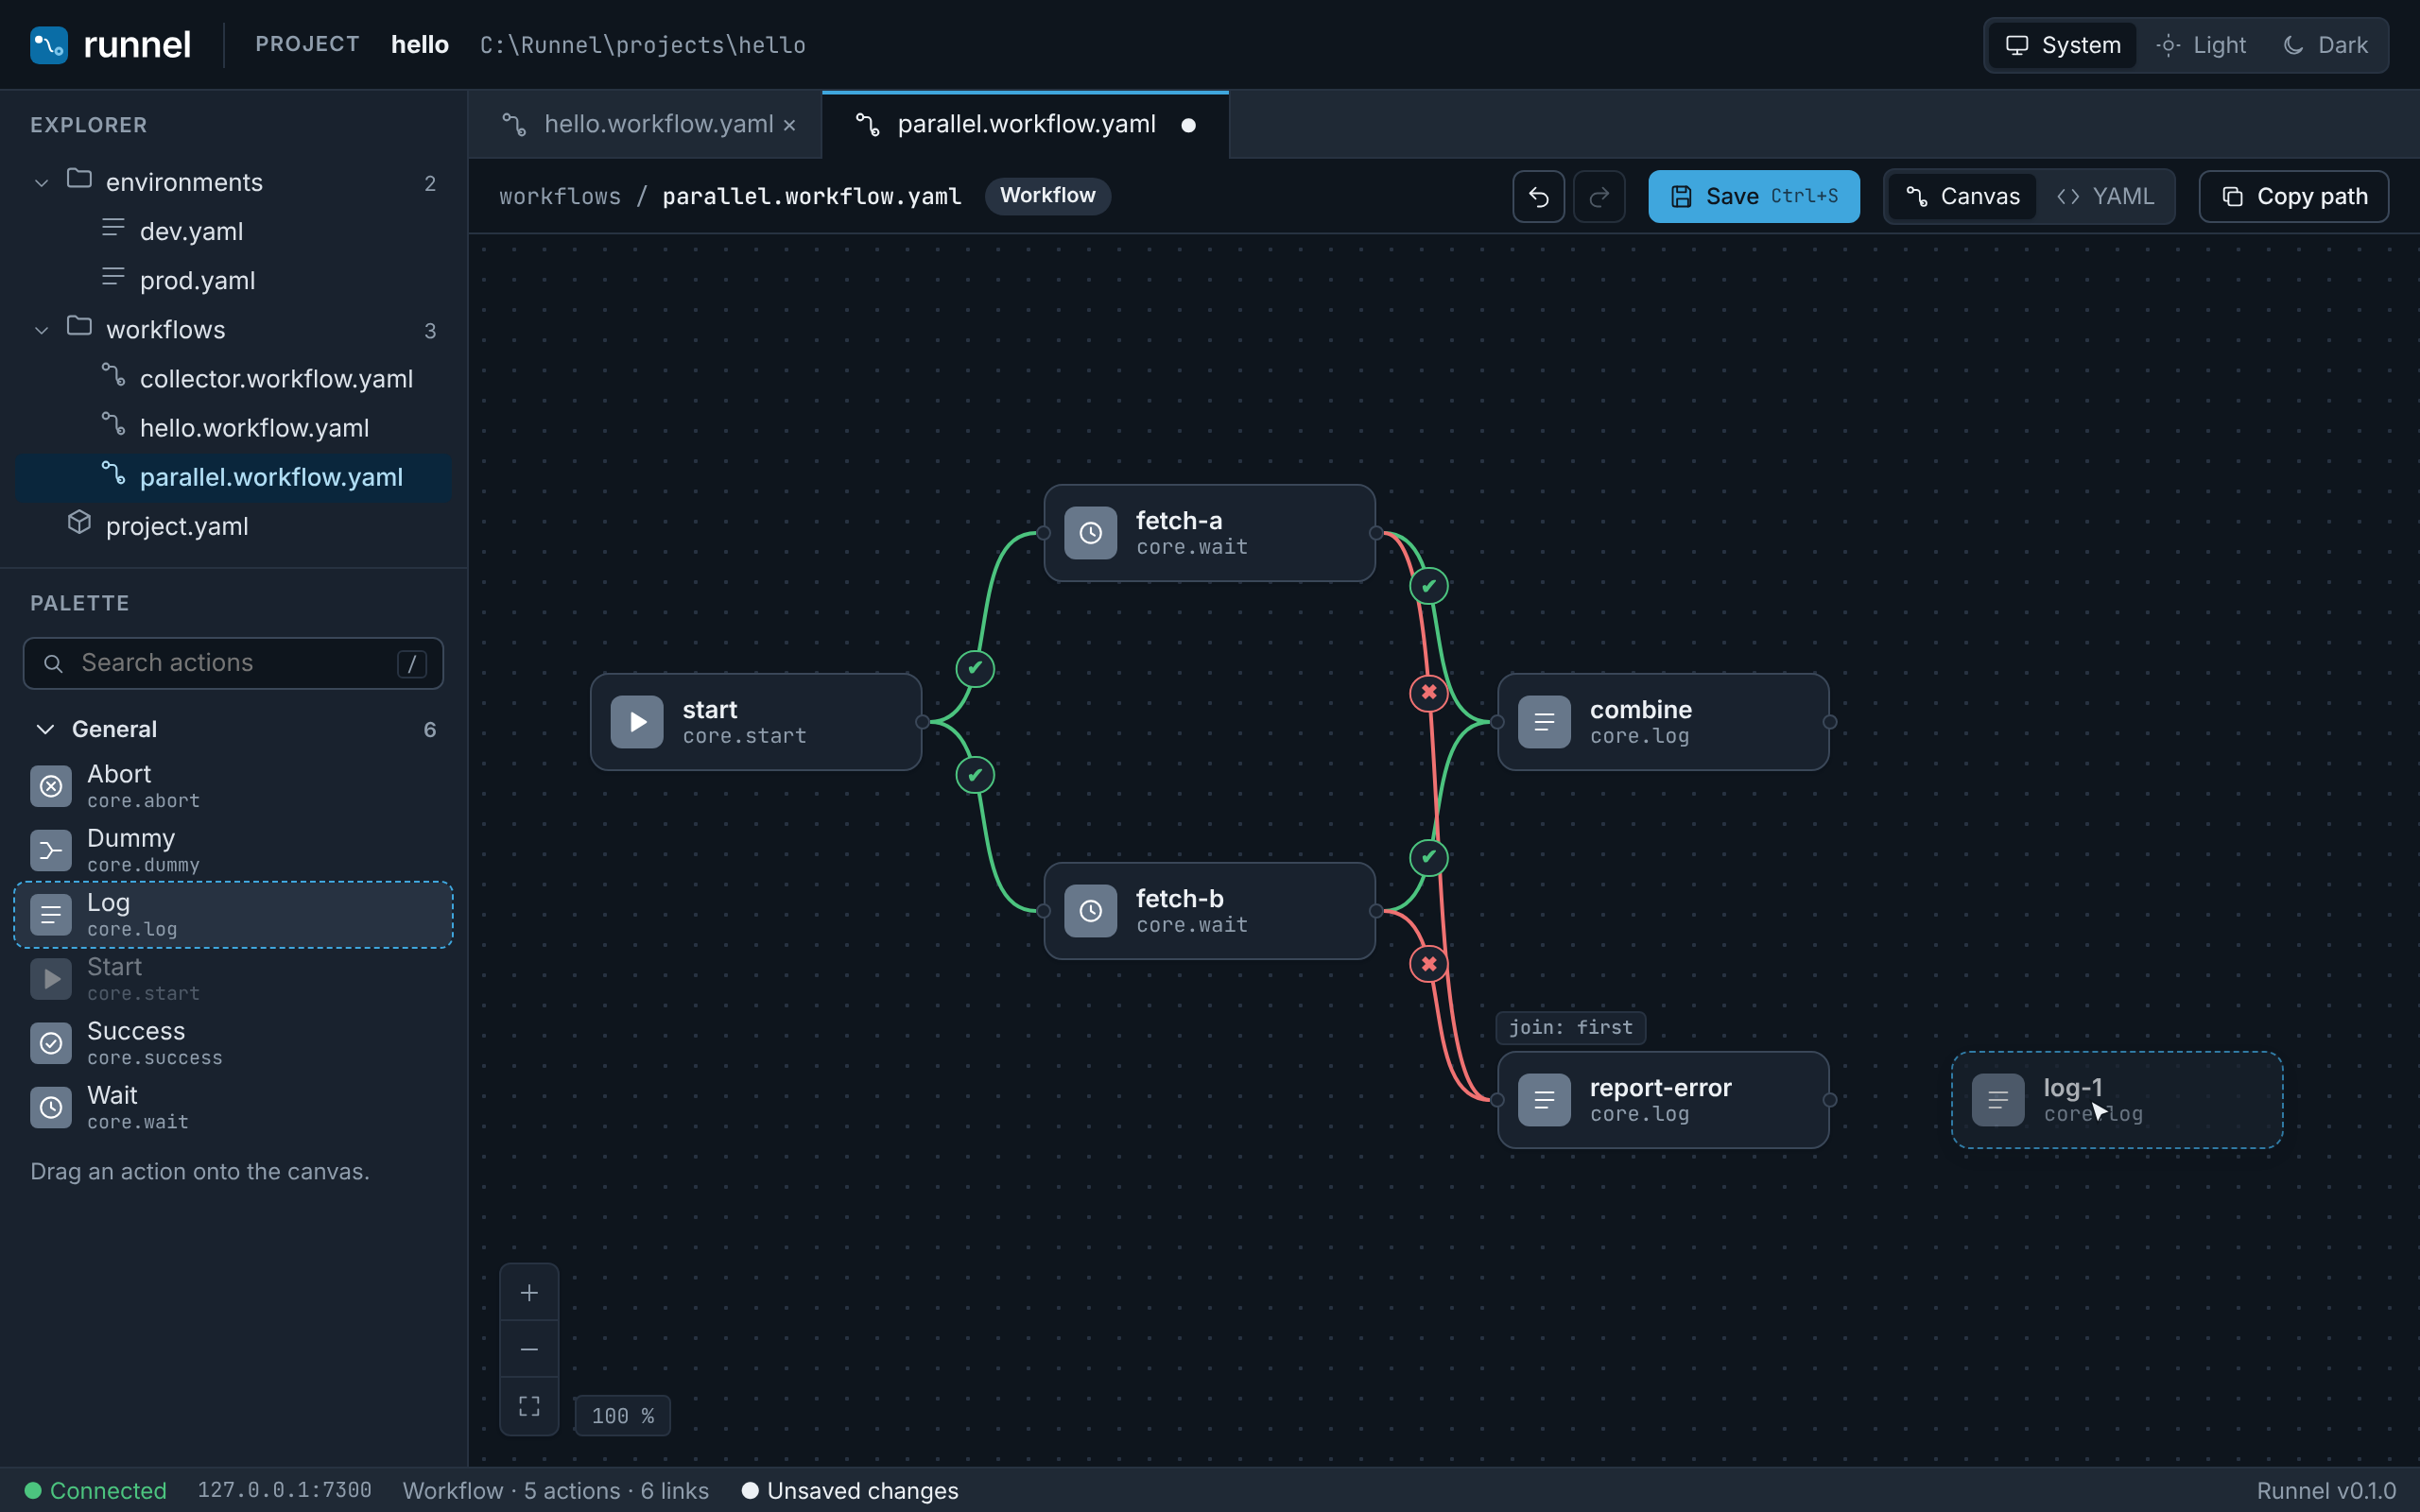 runnel PROJECT hello C:\Runnel\projects\hello System Light Dark
EXPLORER
environments 2
dev.yaml
prod.yaml
workflows 3
collector.workflow.yaml
hello.workflow.yaml
parallel.workflow.yaml
project.yaml
PALETTE
Search actions /
General 6
Abort
core.abort
Dummy
core.dummy
Log
core.log
Start
core.start
Success
core.success
Wait
core.wait
Drag an action onto the canvas.
hello.workflow.yaml × parallel.workflow.yaml
workflows / parallel.workflow.yaml Workflow Save Ctrl+S Canvas YAML Copy path
fetch-a
core.wait
start
core.start
combine
core.log
fetch-b
core.wait
join: first
report-error
core.log
log-1
core.log
100 %
Connected 127.0.0.1:7300 Workflow · 5 actions · 6 links Unsaved changes Runnel v0.1.0